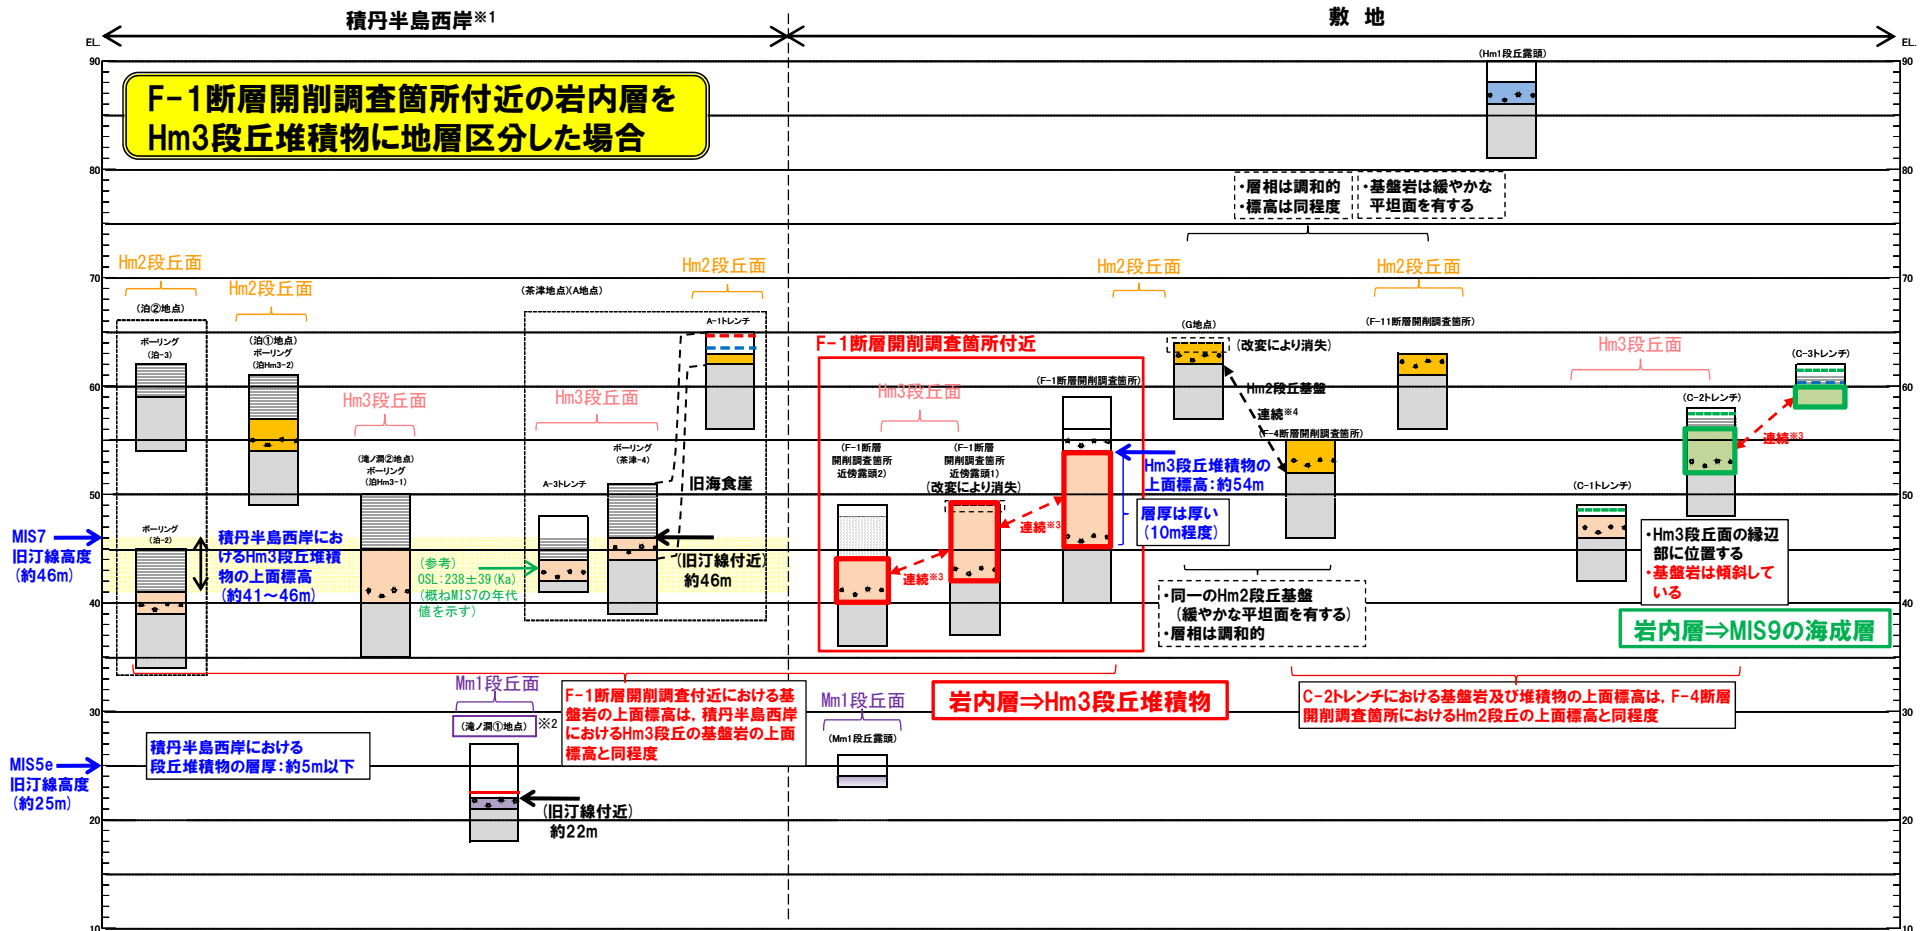 積丹半島西岸※1
敷 地
EL.
EL.
F-1断層開削調査箇所付近の岩内層を
Hm3段丘堆積物に地層区分した場合
90
80
70
60
50
40
30
20
10
90
80
70
60
50
40
30
20
10
(Hm1段丘露頭)
・層相は調和的
・標高は同程度
・基盤岩は緩やかな
平坦面を有する
Hm2段丘面
(泊②地点)
ボーリング
(泊-3)
ボーリング
(泊-2)
Hm2段丘面
(泊①地点)
ボーリング
(泊Hm3-2)
Hm3段丘面
(滝ノ澗②地点)
ボーリング
(泊Hm3-1)
(茶津地点)(A地点)
Hm3段丘面
A-3トレンチ
ボーリング
(茶津-4)
Hm2段丘面
A-1トレンチ
旧海食崖
(旧汀線付近)
約46m
MIS7
旧汀線高度
(約46m)
積丹半島西岸にお
けるHm3段丘堆積
物の上面標高
(約41～46m)
(参考)
OSL:238±39(Ka)
(概ねMIS7の年代
値を示す)
F-1断層開削調査箇所付近
Hm3段丘面
(F-1断層
開削調査箇所
近傍露頭2)
(F-1断層
開削調査箇所
近傍露頭1)
(改変により消失)
(F-1断層開削調査箇所)
連続※3
連続※3
Hm3段丘堆積物の
上面標高:約54m
層厚は厚い
(10m程度)
Hm2段丘面
(G地点)
(改変により消失)
Hm2段丘基盤
連続※4
(F-4断層開削調査箇所)
Hm2段丘面
(F-11断層開削調査箇所)
・同一のHm2段丘基盤
(緩やかな平坦面を有する)
・層相は調和的
Hm3段丘面
(C-1トレンチ)
(C-2トレンチ)
(C-3トレンチ)
連続※3
・Hm3段丘面の縁辺
部に位置する
・基盤岩は傾斜して
いる
岩内層⇒MIS9の海成層
岩内層⇒Hm3段丘堆積物
F-1断層開削調査付近における基
盤岩の上面標高は，積丹半島西岸
におけるHm3段丘の基盤岩の上面
標高と同程度
C-2トレンチにおける基盤岩及び堆積物の上面標高は，F-4断層
開削調査箇所におけるHm2段丘の上面標高と同程度
MIS5e
旧汀線高度
(約25m)
積丹半島西岸における
段丘堆積物の層厚:約5m以下
Mm1段丘面
(滝ノ澗①地点)
※2
(旧汀線付近)
約22m
Mm1段丘面
(Mm1段丘露頭)